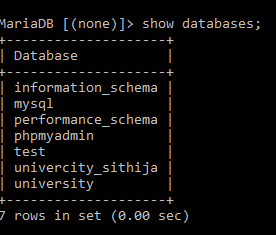 MariaDB [(none)]> show databases;
+--------------------+
| Database           |
+--------------------+
| information_schema |
| mysql              |
| performance_schema |
| phpmyadmin         |
| test               |
| univercity_sithija |
| university         |
+--------------------+
7 rows in set (0.00 sec)